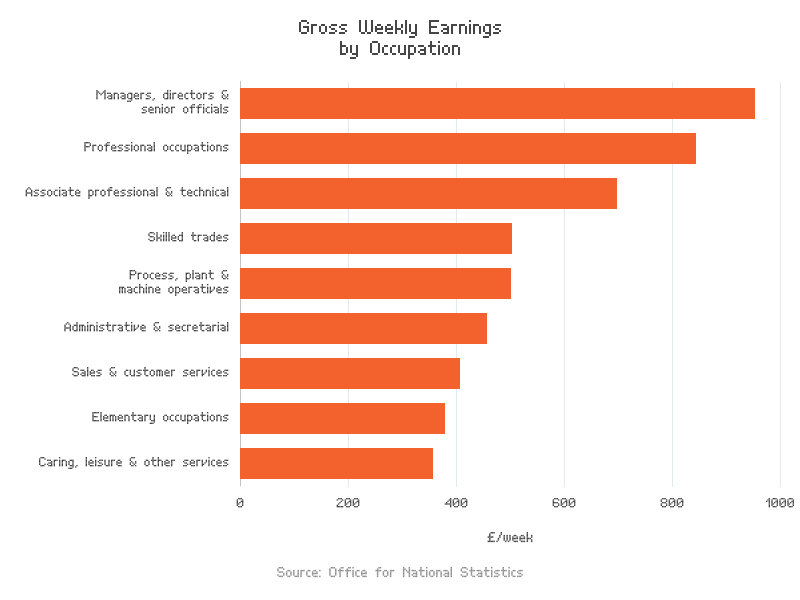 Gross Weekly Earnings
by Occupation
Managers, directors &
senior officials
Professional occupations
Associate professional & technical
Skilled trades
Process, plant &
machine operatives
Administrative & secretarial
Sales & customer services
Elementary occupations
Caring, leisure & other services
0 200 400 600 800 1000
£/week
Source: Office for National Statistics